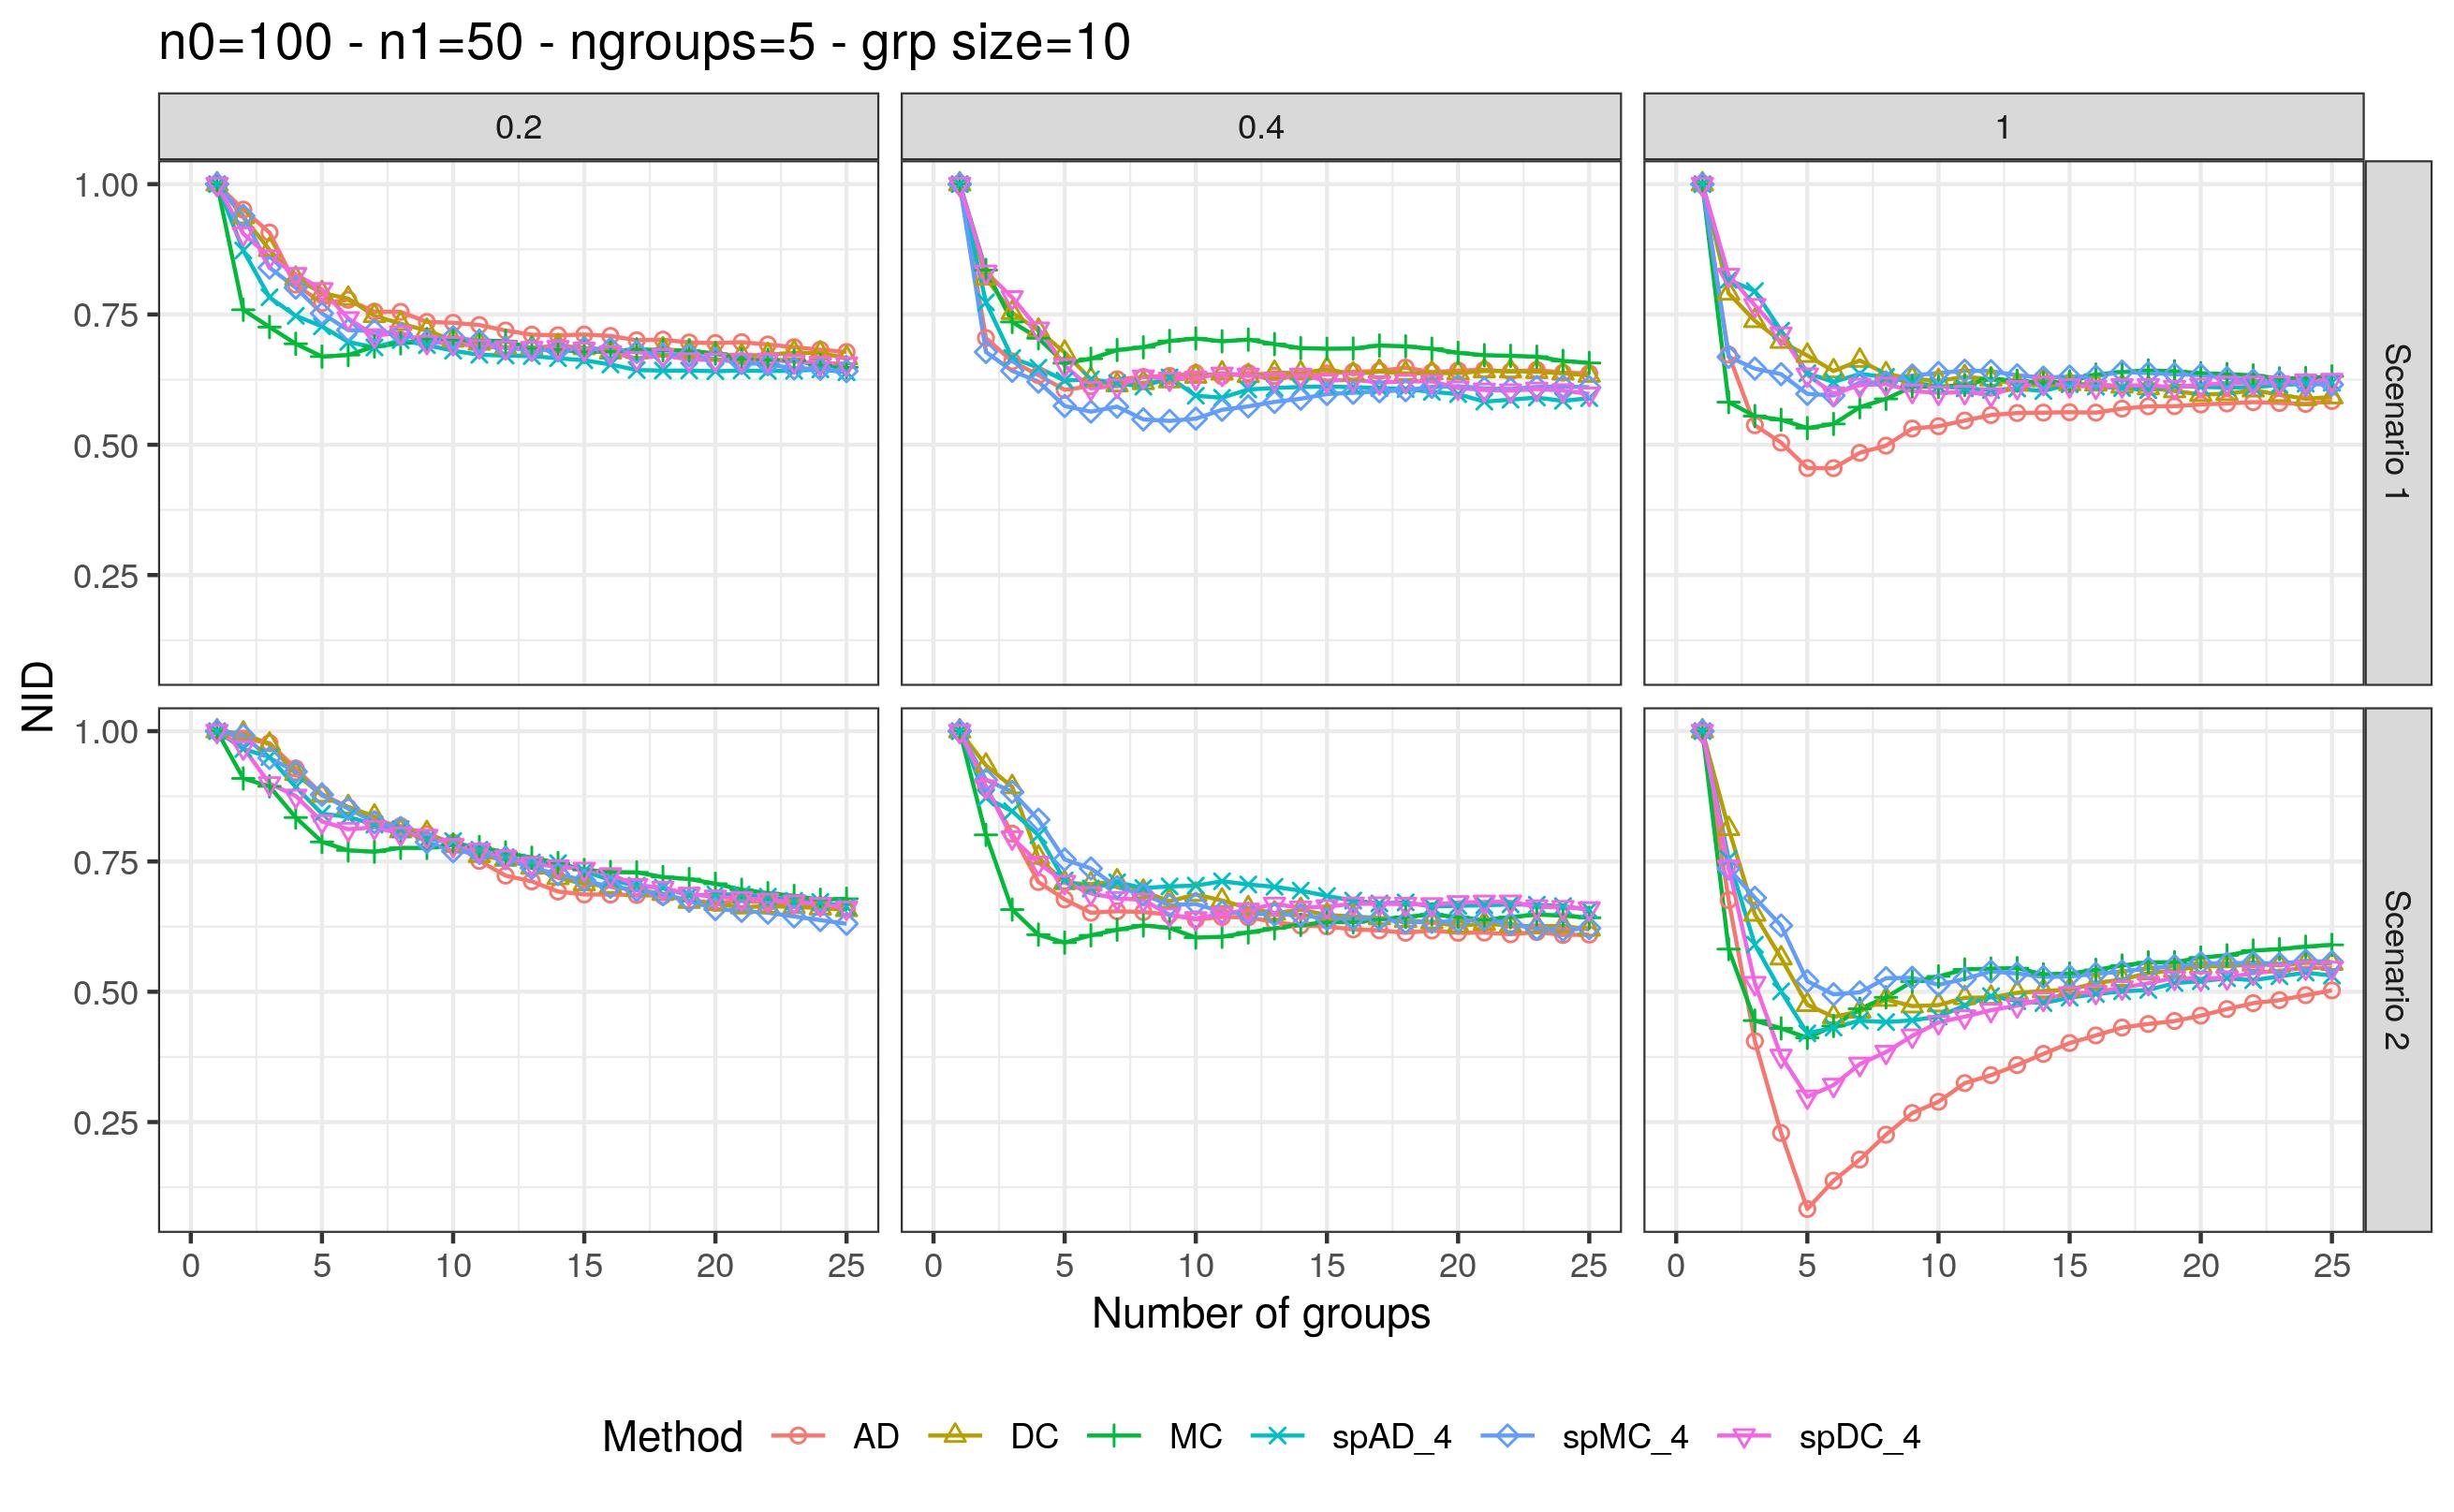 n0=100 - n1=50 - ngroups=5 - grp size=10
0.2 0.4 1
1.00
0.75
0.50
0.25
Scenario 1
NID
1.00
0.75
0.50
0.25
Scenario 2
0 5 10 15 20 25 0 5 10 15 20 25 0 5 10 15 20 25
Number of groups
Method AD DC MC spAD_4 spMC_4 spDC_4